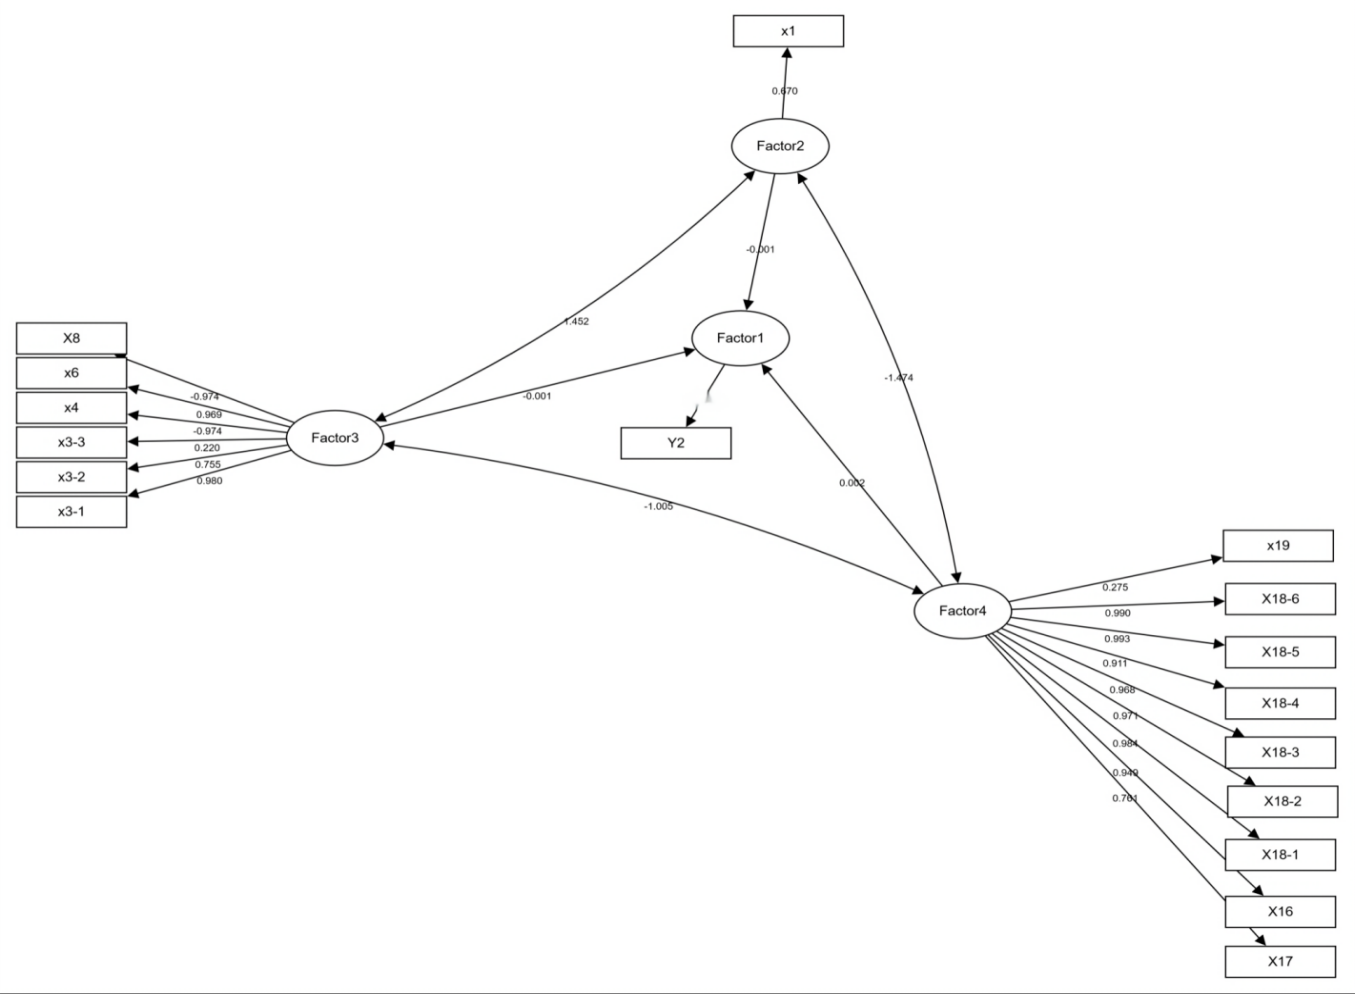 x1
0.670
Factor2
-0.001
1.452
X8
Factor1
x6
-1.474
-0.974
x4
-0.001
0.969
-0.974
x3-3
Factor3
Y2
0.220
0.755
x3-2
0.980
0.002
-1.005
x3-1
x19
0.275
X18-6
Factor4
0.990
0.993
X18-5
0.911
0.968
X18-4
0.971
0.984
X18-3
0.949
0.761
X18-2
X18-1
X16
X17